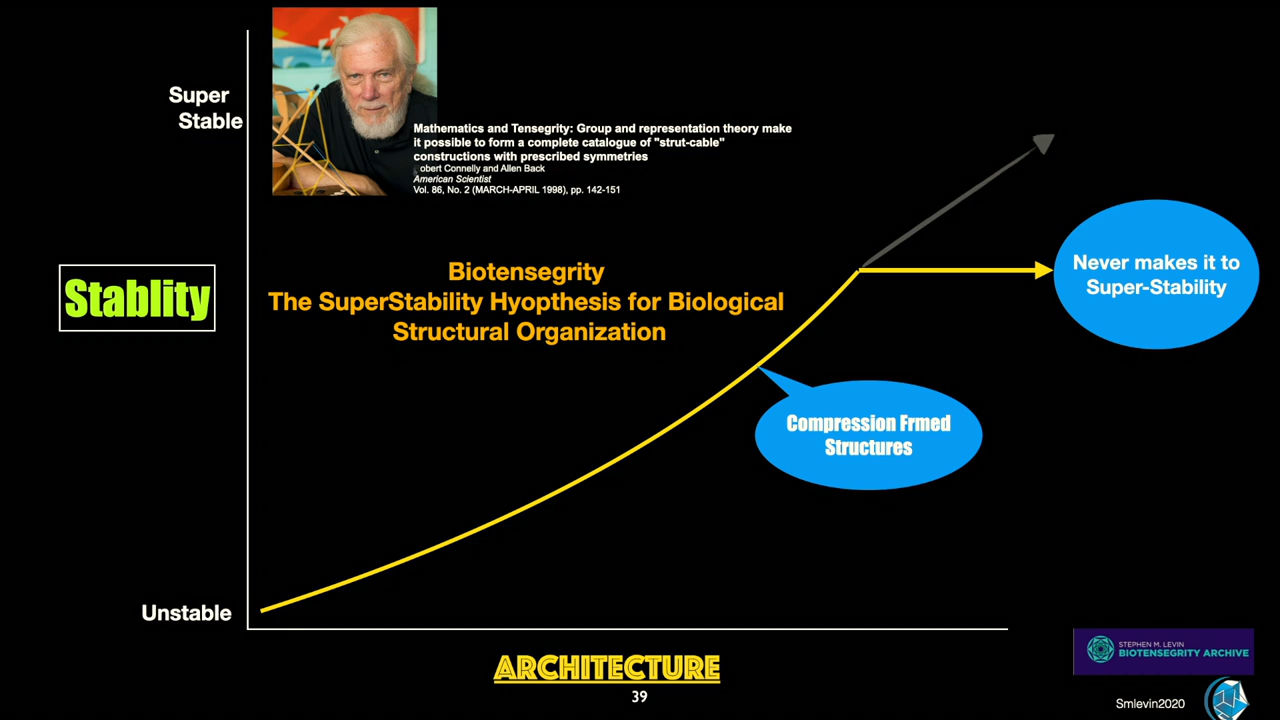 Super
Stable
Mathematics and Tensegrity: Group and representation theory make
it possible to form a complete catalogue of "strut-cable"
constructions with prescribed symmetries
obert Connelly and Allen Back
American Scientist
Vol. 86, No. 2 (MARCH-APRIL 1998), pp. 142-151
Stablity
Biotensegrity
The SuperStability Hyopthesis for Biological
Structural Organization
Never makes it to
Super-Stability
Compression Frmed
Structures
Unstable
ARCHITECTURE
39
STEPHEN M. LEVIN
BIOTENSEGRITY ARCHIVE
Smlevin2020